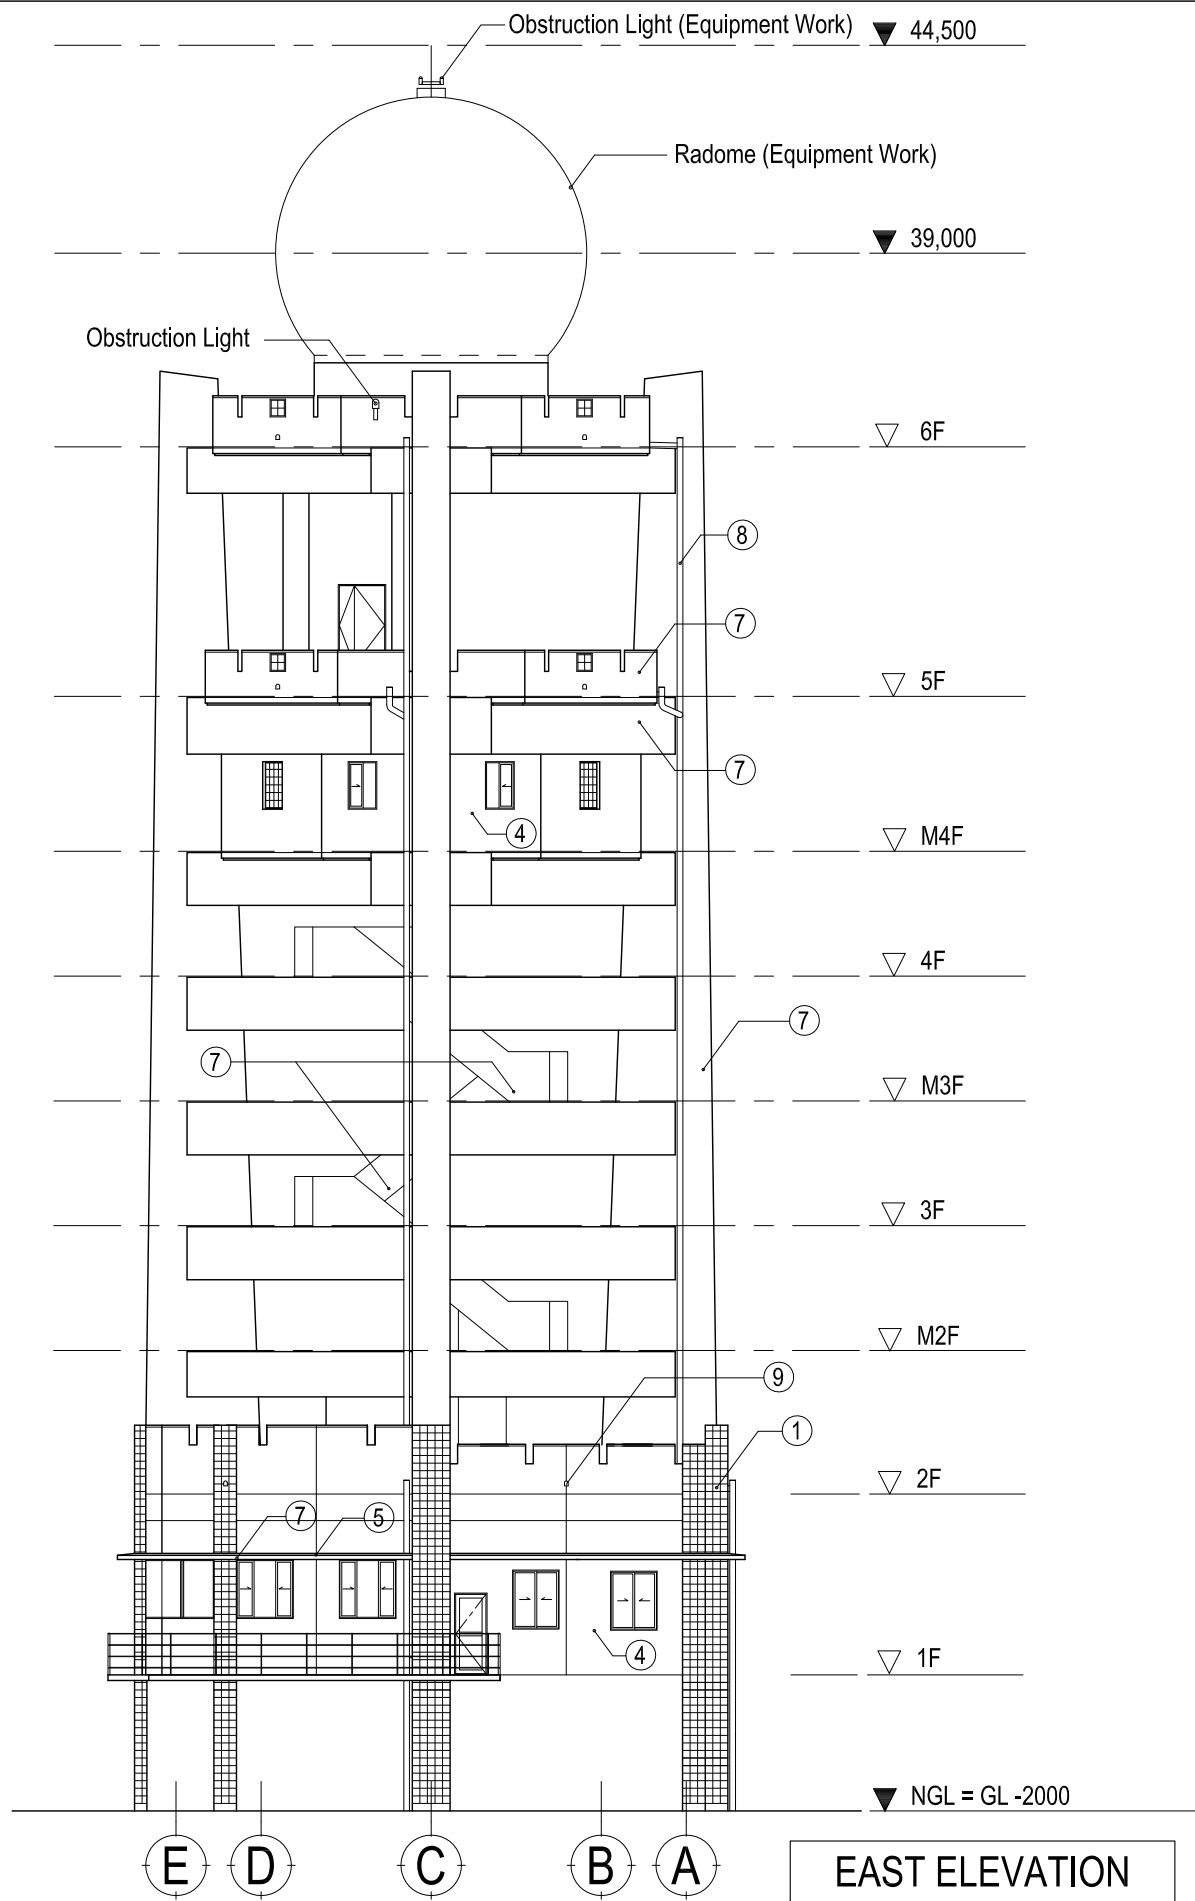 Obstruction Light (Equipment Work)
44,500
Radome (Equipment Work)
39,000
Obstruction Light
6F
8
7
5F
7
4
M4F
4F
7
7
M3F
3F
M2F
9
1
2F
7
5
4
1F
NGL = GL -2000
E
D
C
B
A
EAST ELEVATION